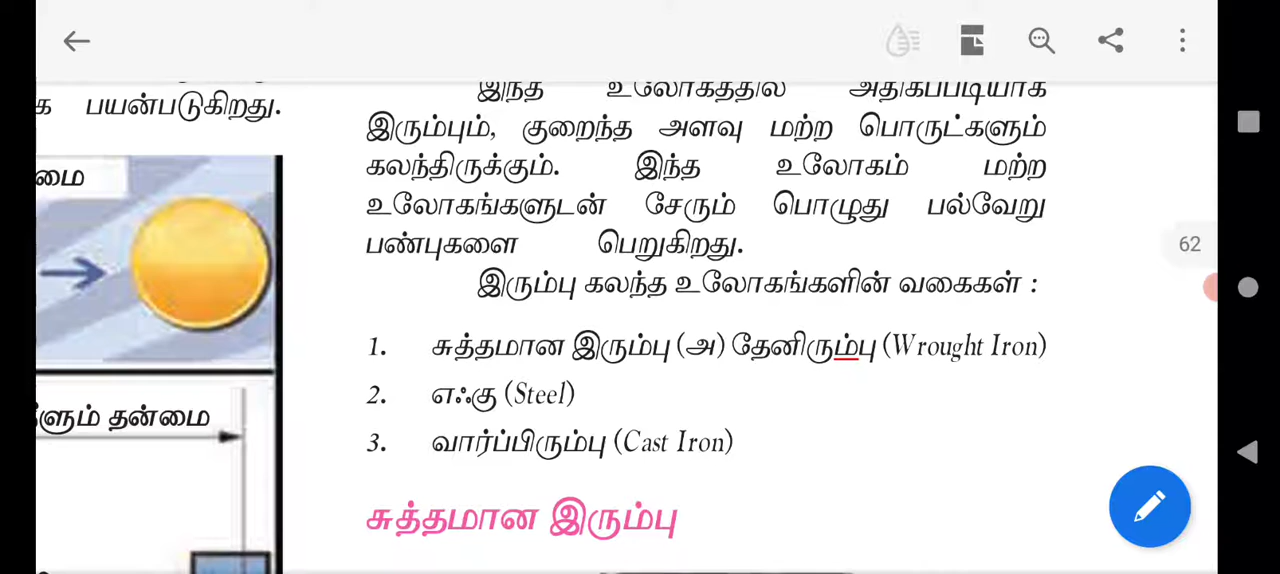 க பயன்படுகிறது.
மை
ளும் தன்மை
இந்த உலோகத்தில் அதிகப்படியாக
இரும்பும், குறைந்த அளவு மற்ற பொருட்களும்
கலந்திருக்கும். இந்த உலோகம் மற்ற
உலோகங்களுடன் சேரும் பொழுது பல்வேறு
பண்புகளை பெறுகிறது.
இரும்பு கலந்த உலோகங்களின் வகைகள் :
1. சுத்தமான இரும்பு (அ) தேனிரும்பு (Wrought Iron)
2. எஃகு (Steel)
3. வார்ப்பிரும்பு (Cast Iron)
சுத்தமான இரும்பு
62